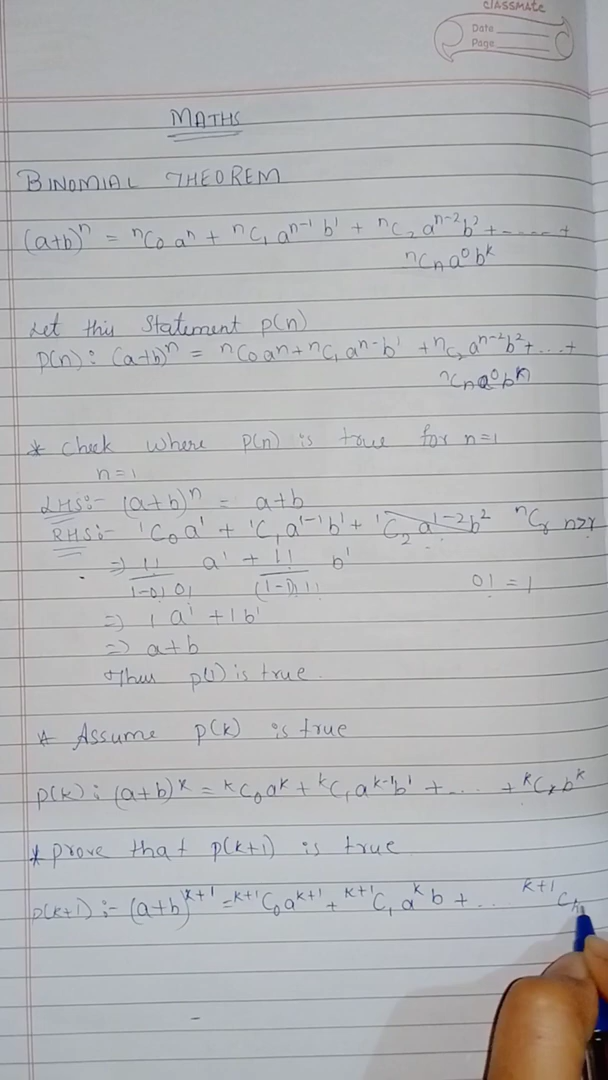 CLASSMATE
Date
Page
MATHS
BINOMIAL THEOREM
(a+b)ⁿ = ⁿC₀ aⁿ + ⁿC₁ aⁿ⁻¹ b¹ + ⁿC₂ aⁿ⁻² b² + ----- +
ⁿCₙ a⁰ bᵏ
Let this Statement p(n)
P(n) : (a+b)ⁿ = ⁿC₀ aⁿ + ⁿC₁ aⁿ⁻ b¹ + ⁿC₂ aⁿ⁻² b² + ... +
ⁿCₙ a⁰ bⁿ
* Check where p(n) is true for n=1
n=1
LHS:- (a+b)ⁿ = a+b
RHS:- ¹C₀ a¹ + ¹C₁ a¹⁻¹ b¹ + ¹C₂ a¹⁻² b² ⁿCᵣ n≥r
⇒ 1! a¹ + 1! b¹
1-0! 0! (1-1)! 1! 0! = 1
⇒ 1 a¹ + 1 b¹
⇒ a+b
Thus p(1) is true.
* Assume p(k) is true
p(k) : (a+b)ᵏ = ᵏC₀ aᵏ + ᵏC₁ aᵏ⁻¹ b¹ + .... + ᵏCₖ bᵏ
* prove that p(k+1) is true
p(k+1) :- (a+b)ᵏ⁺¹ = ᵏ⁺¹C₀ aᵏ⁺¹ + ᵏ⁺¹C₁ aᵏ b + ... ᵏ⁺¹C